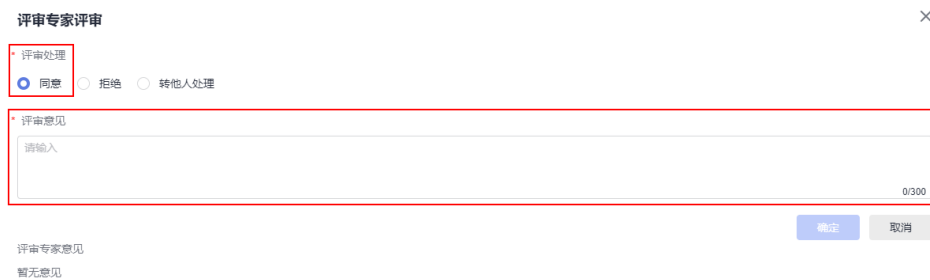 评审专家评审
* 评审处理
同意 拒绝 转他人处理
* 评审意见
请输入
0/300
确定 取消
评审专家意见
暂无意见